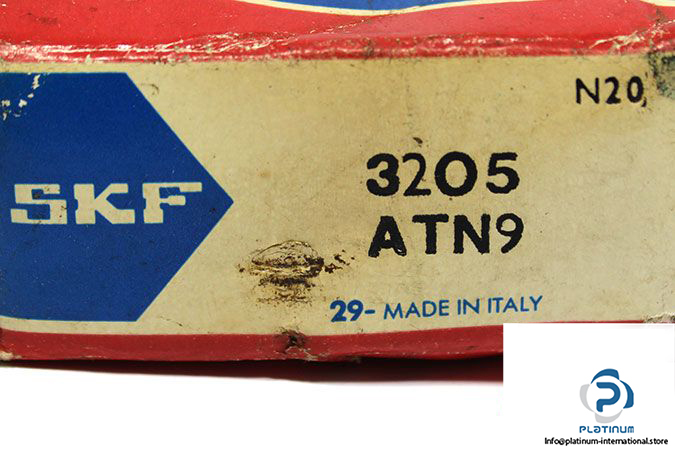 N20
SKF
3205
ATN9
29- MADE IN ITALY
PLATINUM
Info@platinum-international.store